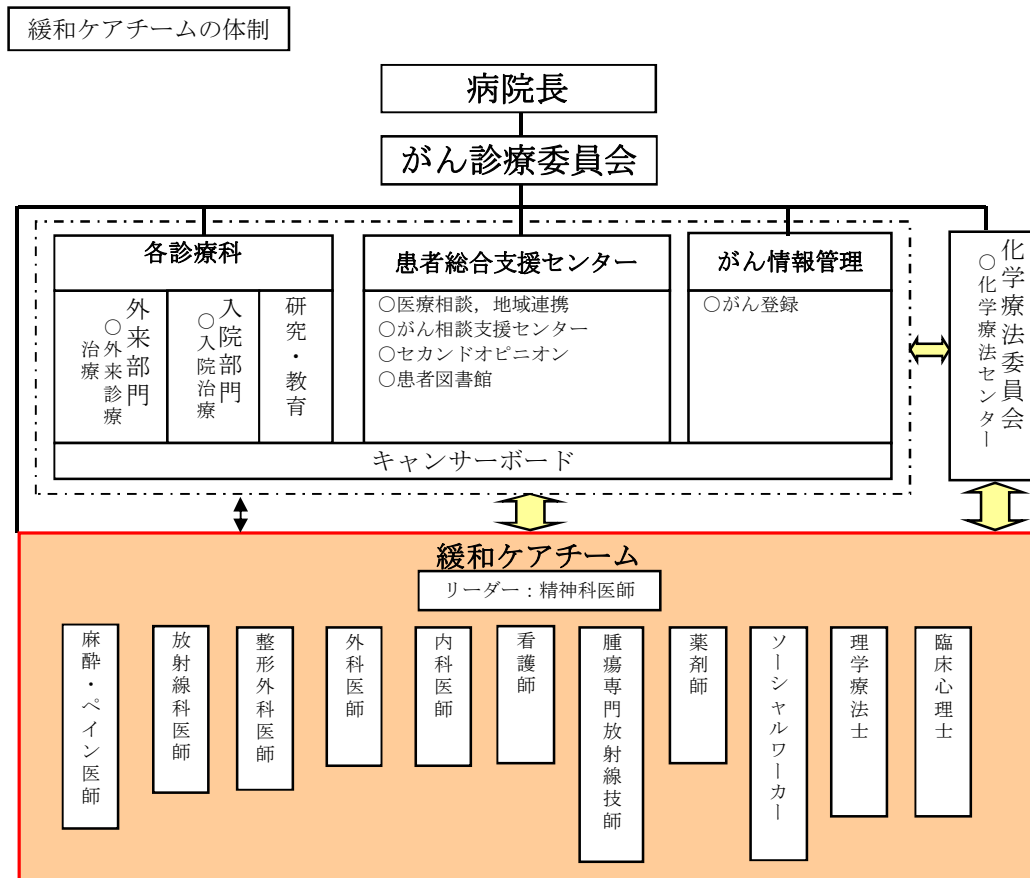 緩和ケアチームの体制
病院長
がん診療委員会
各診療科
外来部門
○外来診療
治療
入院部門
○入院治療
研究・教育
患者総合支援センター
○医療相談，地域連携
○がん相談支援センター
○セカンドオピニオン
○患者図書館
がん情報管理
○がん登録
化学療法委員会
○化学療法センター
キャンサーボード
緩和ケアチーム
リーダー：精神科医師
麻酔・ペイン医師
放射線科医師
整形外科医師
外科医師
内科医師
看護師
腫瘍専門放射線技師
薬剤師
ソーシャルワーカー
理学療法士
臨床心理士